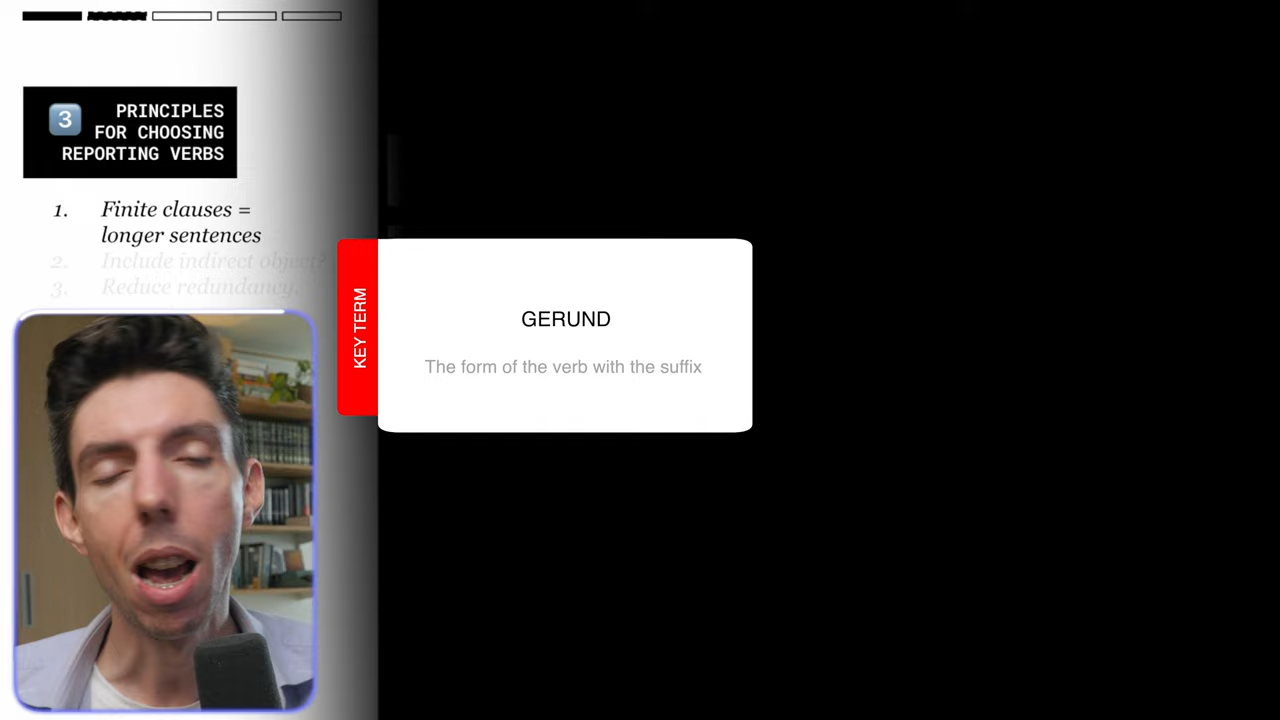 3 PRINCIPLES
FOR CHOOSING
REPORTING VERBS
1. Finite clauses =
longer sentences
2. Include indirect object?
3. Reduce redundancy.
KEY TERM
GERUND
The form of the verb with the suffix